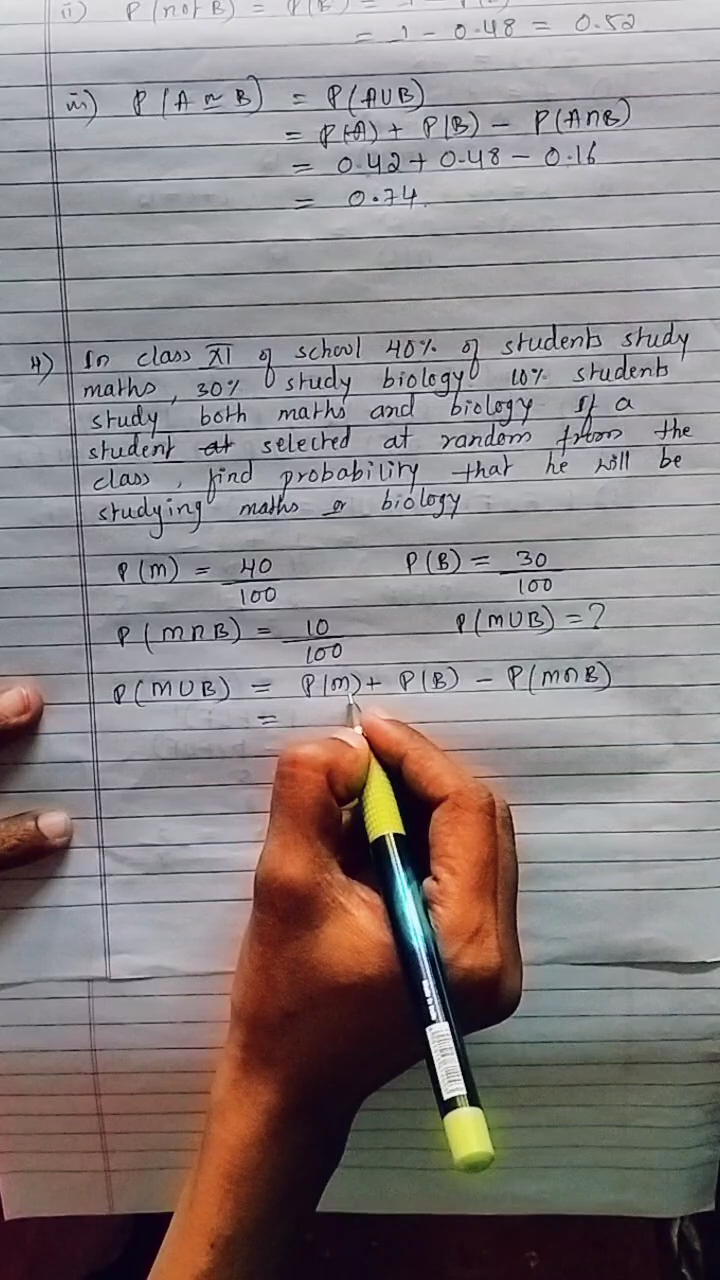 ii) P(not B) =
= 1 - 0.48 = 0.52
iii) P(A or B) = P(A∪B)
= P(A) + P(B) - P(A∩B)
= 0.42 + 0.48 - 0.16
= 0.74
4) In class XI of school 40% of students study
maths, 30% study biology 10% students
study both maths and biology If a
student at selected at random from the
class, find probability that he will be
studying maths or biology
P(m) = 40/100 P(B) = 30/100
P(m∩B) = 10/100 P(m∪B) = ?
P(M∪B) = P(m) + P(B) - P(m∩B)
=